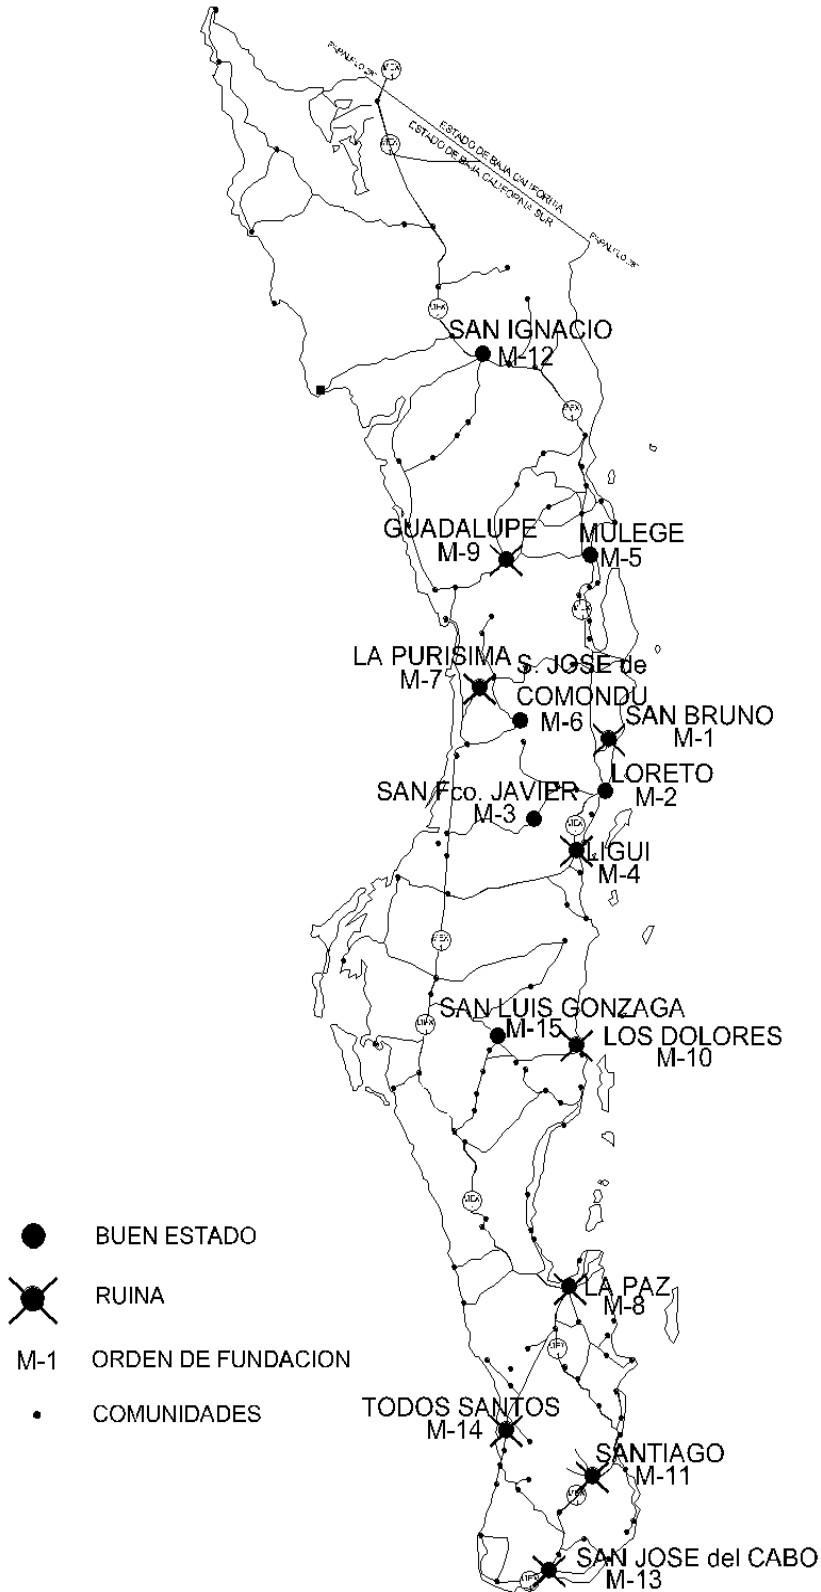 ESTADO DE BAJA CALIFORNIA
ESTADO DE BAJA CALIFORNIA SUR
SAN IGNACIO
M-12
GUADALUPE
M-9
MULEGE
M-5
LA PURISIMA
M-7
S. JOSE de
COMONDU
M-6
SAN BRUNO
M-1
LORETO
M-2
SAN Fco. JAVIER
M-3
LIGUI
M-4
SAN LUIS GONZAGA
M-15
LOS DOLORES
M-10
BUEN ESTADO
RUINA
M-1 ORDEN DE FUNDACION
COMUNIDADES
LA PAZ
M-8
TODOS SANTOS
M-14
SANTIAGO
M-11
SAN JOSE del CABO
M-13